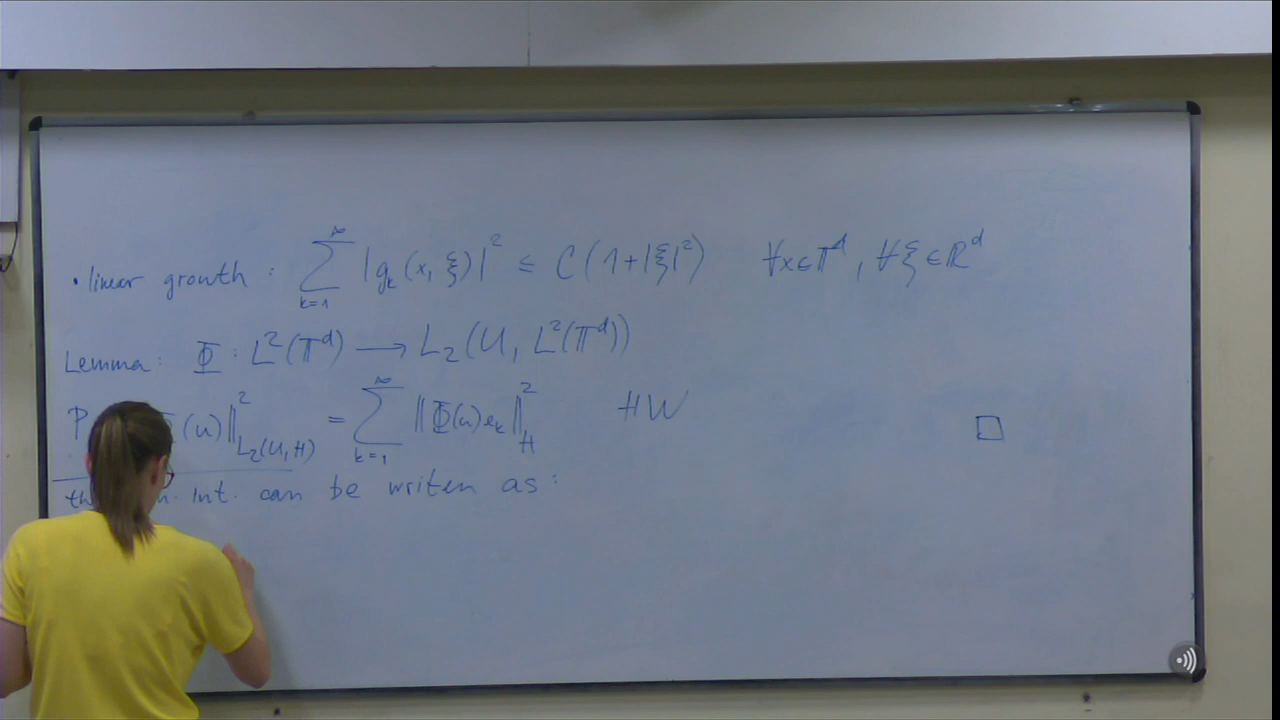 • linear growth : ∑_{k=1}^{∞} |g_k(x, ξ)|² ≤ C(1+|ξ|²) ∀x∈𝕋^d, ∀ξ∈ℝ^d
Lemma: Φ : L²(𝕋^d) → L₂(U, L²(𝕋^d))
(u)‖²_{L₂(U,H)} = ∑_{k=1}^{∞} ‖Φ(u)e_k‖²_H HW □
int. can be writen as: